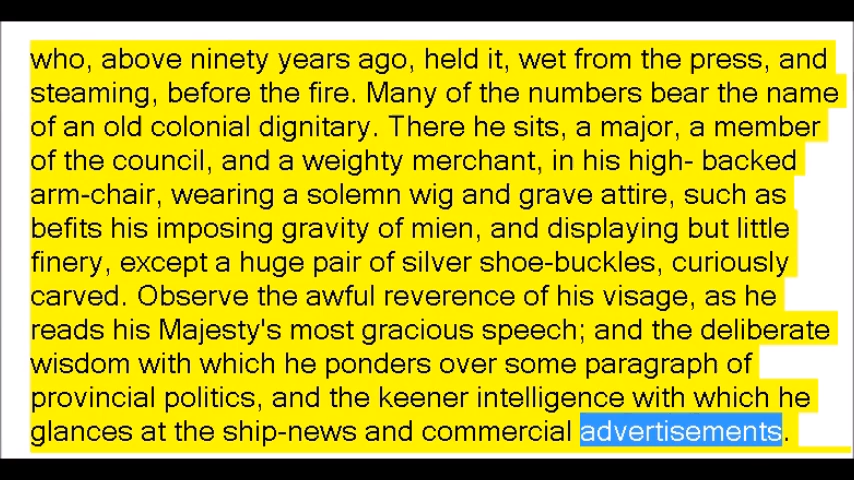 who, above ninety years ago, held it, wet from the press, and
steaming, before the fire. Many of the numbers bear the name
of an old colonial dignitary. There he sits, a major, a member
of the council, and a weighty merchant, in his high- backed
arm-chair, wearing a solemn wig and grave attire, such as
befits his imposing gravity of mien, and displaying but little
finery, except a huge pair of silver shoe-buckles, curiously
carved. Observe the awful reverence of his visage, as he
reads his Majesty's most gracious speech; and the deliberate
wisdom with which he ponders over some paragraph of
provincial politics, and the keener intelligence with which he
glances at the ship-news and commercial advertisements.